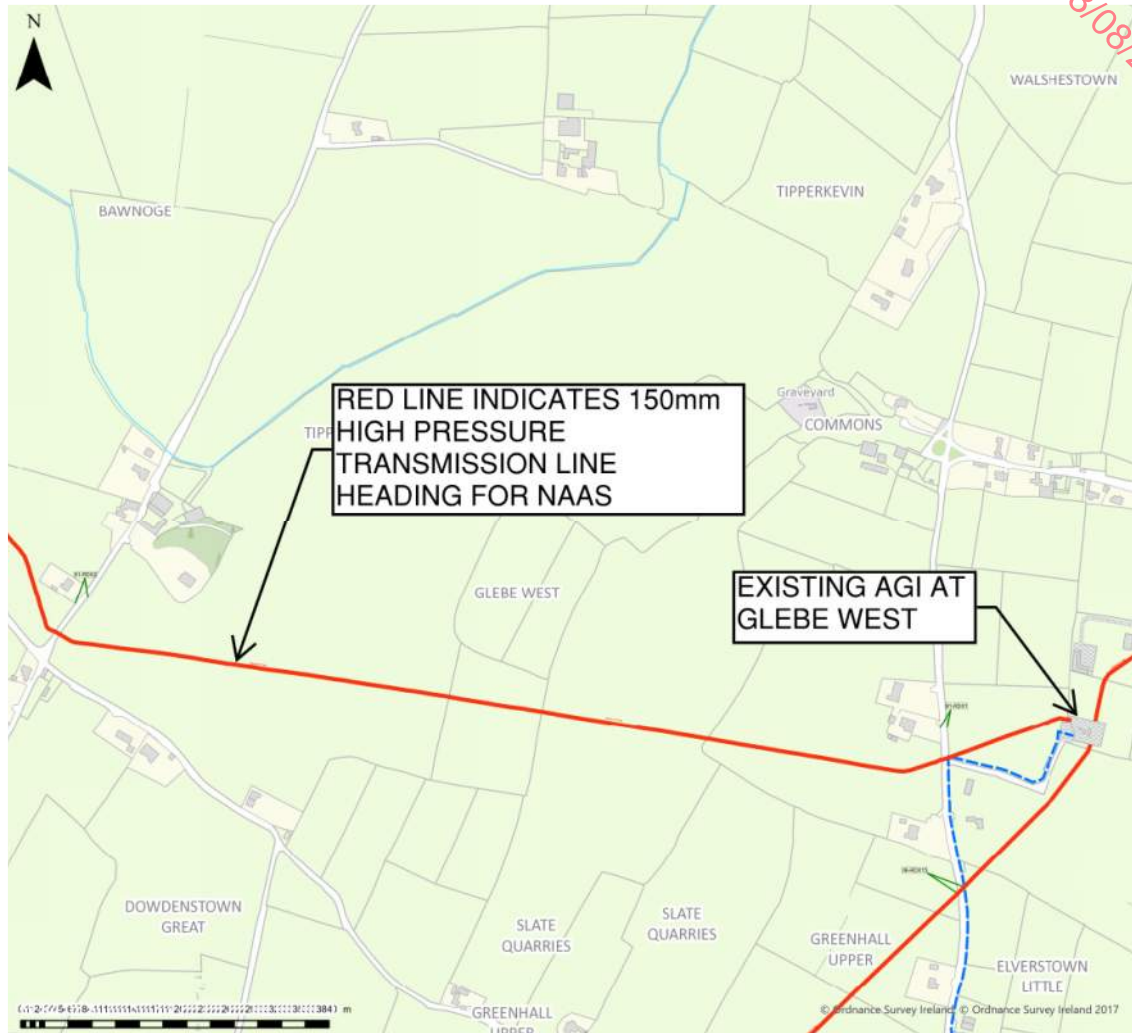 N
WALSHESTOWN
TIPPERKEVIN
BAWNOGE
RED LINE INDICATES 150mm
HIGH PRESSURE
TRANSMISSION LINE
HEADING FOR NAAS
Graveyard
COMMONS
EXISTING AGI AT
GLEBE WEST
GLEBE WEST
DOWDENSTOWN
GREAT
SLATE
QUARRIES
SLATE
QUARRIES
GREENHALL
UPPER
ELVERSTOWN
LITTLE
GREENHALL
UPPER
m
© Ordnance Survey Ireland, © Ordnance Survey Ireland 2017